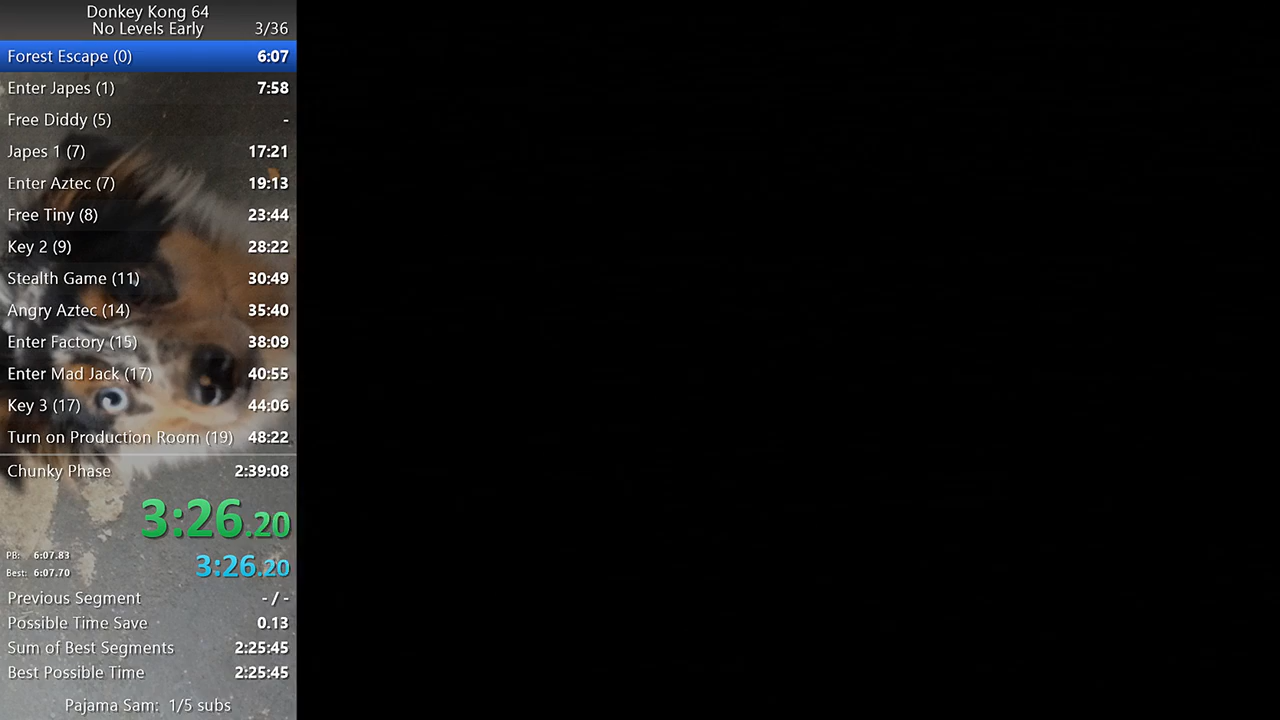 Donkey Kong 64
No Levels Early 3/36
Forest Escape (0) 6:07
Enter Japes (1) 7:58
Free Diddy (5) -
Japes 1 (7) 17:21
Enter Aztec (7) 19:13
Free Tiny (8) 23:44
Key 2 (9) 28:22
Stealth Game (11) 30:49
Angry Aztec (14) 35:40
Enter Factory (15) 38:09
Enter Mad Jack (17) 40:55
Key 3 (17) 44:06
Turn on Production Room (19) 48:22
Chunky Phase 2:39:08
3:26.20
PB: 6:07.83
Best: 6:07.70
3:26.20
Previous Segment - / -
Possible Time Save 0.13
Sum of Best Segments 2:25:45
Best Possible Time 2:25:45
Pajama Sam: 1/5 subs